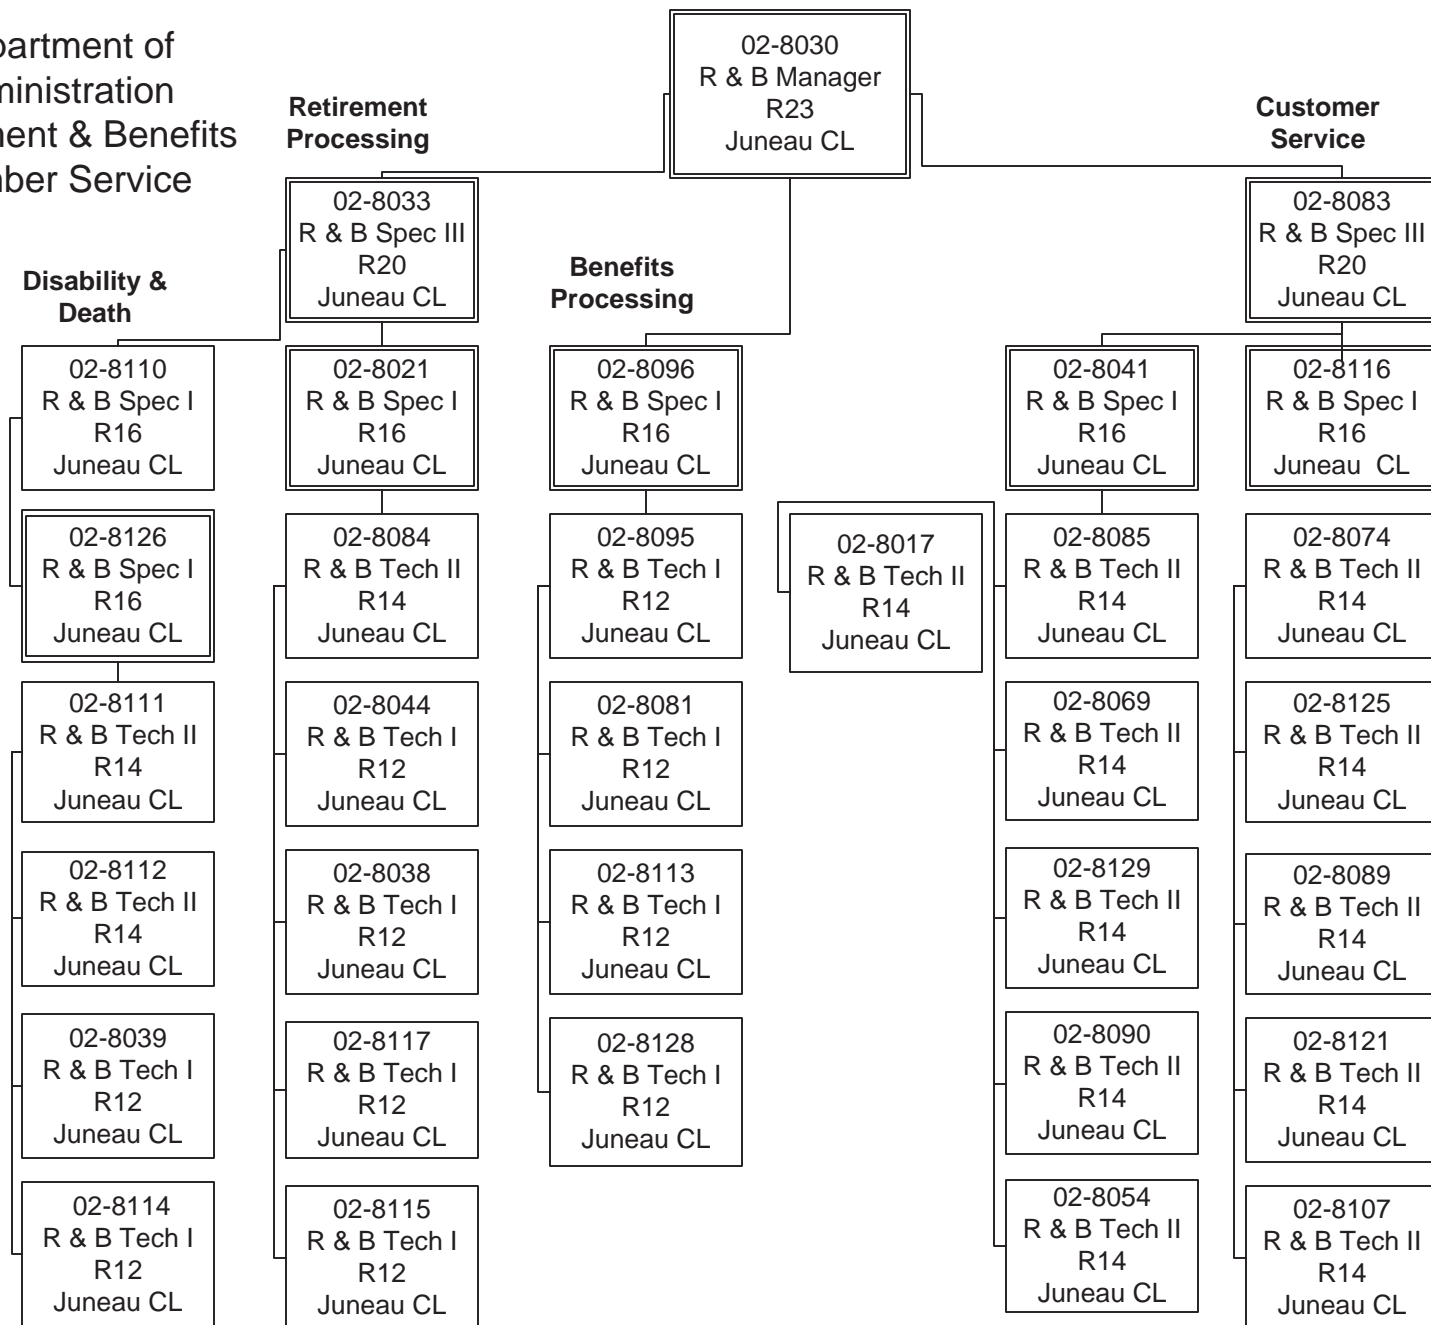 partment of
ministration
ment & Benefits
mber Service
02-8030
R & B Manager
R23
Juneau CL
Retirement
Processing
Customer
Service
02-8033
R & B Spec III
R20
Juneau CL
02-8083
R & B Spec III
R20
Juneau CL
Disability &
Death
Benefits
Processing
02-8110
R & B Spec I
R16
Juneau CL
02-8021
R & B Spec I
R16
Juneau CL
02-8096
R & B Spec I
R16
Juneau CL
02-8041
R & B Spec I
R16
Juneau CL
02-8116
R & B Spec I
R16
Juneau CL
02-8126
R & B Spec I
R16
Juneau CL
02-8084
R & B Tech II
R14
Juneau CL
02-8095
R & B Tech I
R12
Juneau CL
02-8017
R & B Tech II
R14
Juneau CL
02-8085
R & B Tech II
R14
Juneau CL
02-8074
R & B Tech II
R14
Juneau CL
02-8111
R & B Tech II
R14
Juneau CL
02-8044
R & B Tech I
R12
Juneau CL
02-8081
R & B Tech I
R12
Juneau CL
02-8069
R & B Tech II
R14
Juneau CL
02-8125
R & B Tech II
R14
Juneau CL
02-8112
R & B Tech II
R14
Juneau CL
02-8038
R & B Tech I
R12
Juneau CL
02-8113
R & B Tech I
R12
Juneau CL
02-8129
R & B Tech II
R14
Juneau CL
02-8089
R & B Tech II
R14
Juneau CL
02-8039
R & B Tech I
R12
Juneau CL
02-8117
R & B Tech I
R12
Juneau CL
02-8128
R & B Tech I
R12
Juneau CL
02-8090
R & B Tech II
R14
Juneau CL
02-8121
R & B Tech II
R14
Juneau CL
02-8114
R & B Tech I
R12
Juneau CL
02-8115
R & B Tech I
R12
Juneau CL
02-8054
R & B Tech II
R14
Juneau CL
02-8107
R & B Tech II
R14
Juneau CL